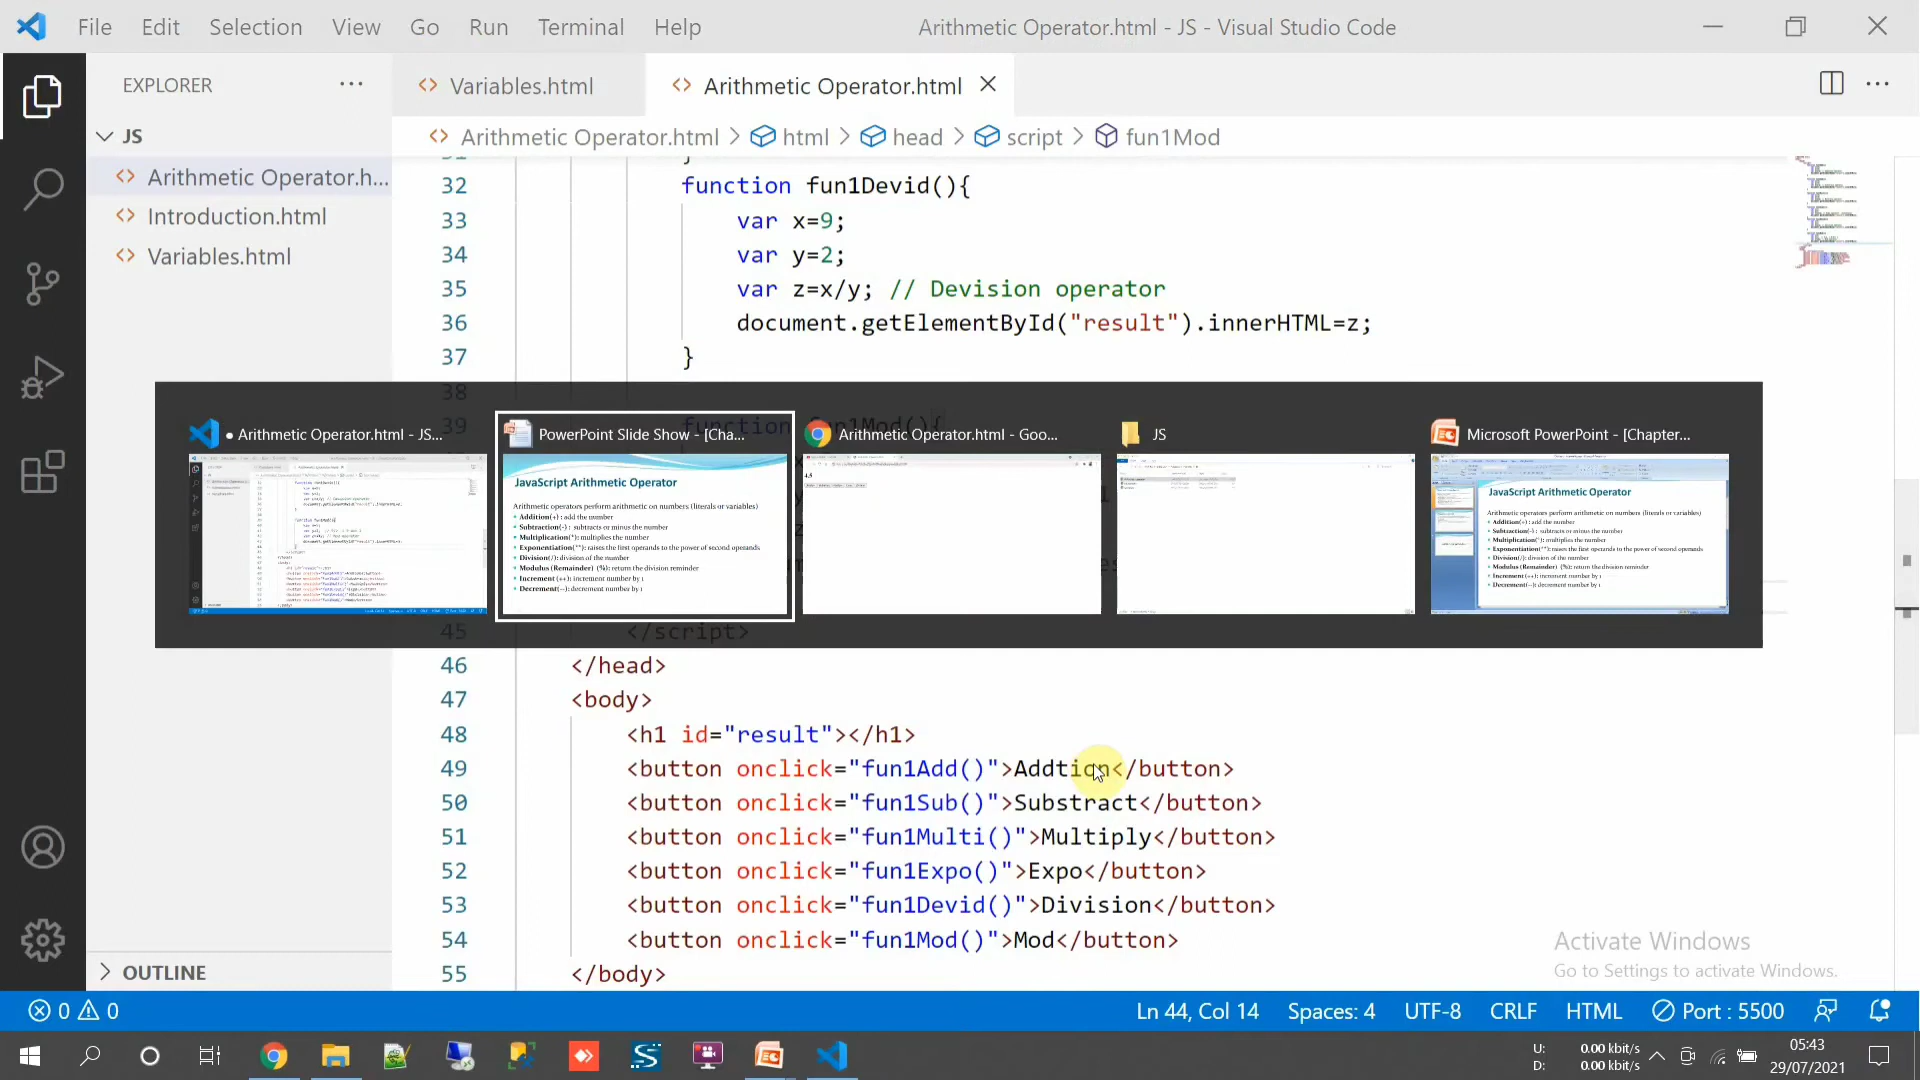 File Edit Selection View Go Run Terminal Help
Arithmetic Operator.html - JS - Visual Studio Code
EXPLORER
Variables.html
Arithmetic Operator.html
JS
Arithmetic Operator.html > html > head > script > fun1Mod
Arithmetic Operator.h...
Introduction.html
Variables.html
32 function fun1Devid(){
33 var x=9;
34 var y=2;
35 var z=x/y; // Devision operator
36 document.getElementById("result").innerHTML=z;
37 }
38
39 function fun1Mod(){
● Arithmetic Operator.html - JS...
PowerPoint Slide Show - [Cha...
Arithmetic Operator.html - Goo...
JS
Microsoft PowerPoint - [Chapter...
JavaScript Arithmetic Operator
Arithmetic operators perform arithmetic on numbers (literals or variables)
Addition(+) : add the number
Subtraction(-) : subtracts or minus the number
Multiplication(*): multiplies the number
Exponentiation(**): raises the first operands to the power of second operands
Division(/): division of the number
Modulus (Remainder) (%): return the division reminder
Increment (++): increment number by 1
Decrement(--): decrement number by 1
JavaScript Arithmetic Operator
Arithmetic operators perform arithmetic on numbers (literals or variables)
Addition(+) : add the number
Subtraction(-) : subtracts or minus the number
Multiplication(*): multiplies the number
Exponentiation(**): raises the first operands to the power of second operands
Division(/): division of the number
Modulus (Remainder) (%): return the division reminder
Increment (++): increment number by 1
Decrement(--): decrement number by 1
45 </script>
46 </head>
47 <body>
48 <h1 id="result"></h1>
49 <button onclick="fun1Add()">Addtion</button>
50 <button onclick="fun1Sub()">Substract</button>
51 <button onclick="fun1Multi()">Multiply</button>
52 <button onclick="fun1Expo()">Expo</button>
53 <button onclick="fun1Devid()">Division</button>
54 <button onclick="fun1Mod()">Mod</button>
55 </body>
OUTLINE
Activate Windows
Go to Settings to activate Windows.
0 0
Ln 44, Col 14 Spaces: 4 UTF-8 CRLF HTML Port : 5500
U: 0.00 kbit/s
D: 0.00 kbit/s
05:43
29/07/2021